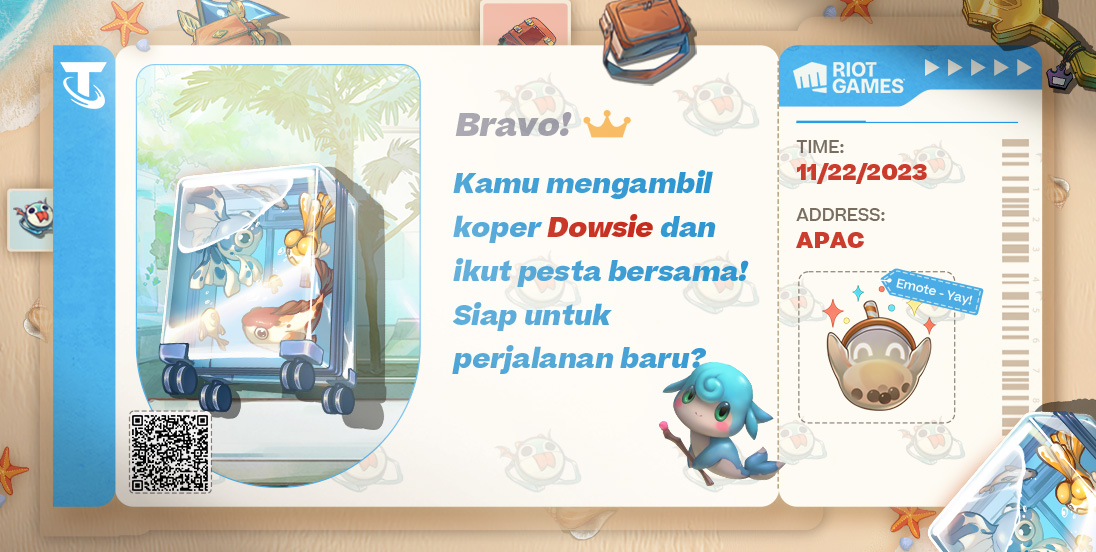 Bravo!
Kamu mengambil
koper Dowsie dan
ikut pesta bersama!
Siap untuk
perjalanan baru?
RIOT
GAMES
TIME:
11/22/2023
ADDRESS:
APAC
Emote - Yay!